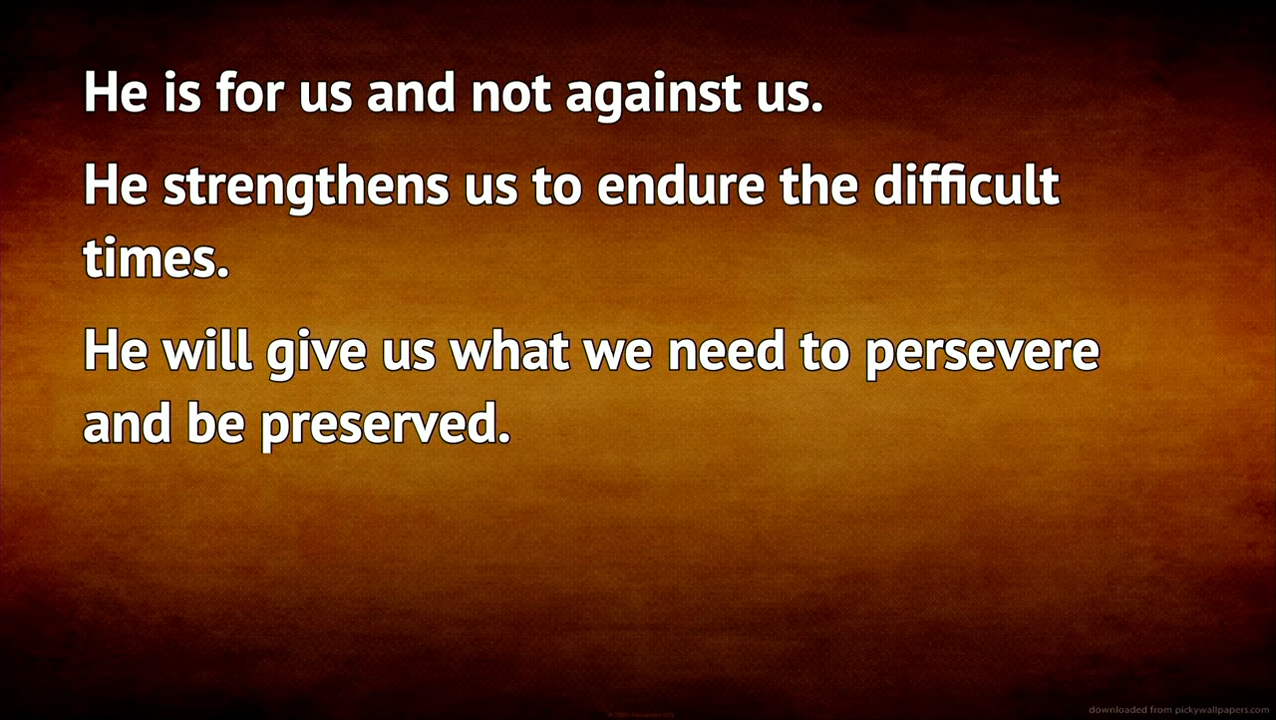 He is for us and not against us.
He strengthens us to endure the difficult
times.
He will give us what we need to persevere
and be preserved.
downloaded from pickywallpapers.com